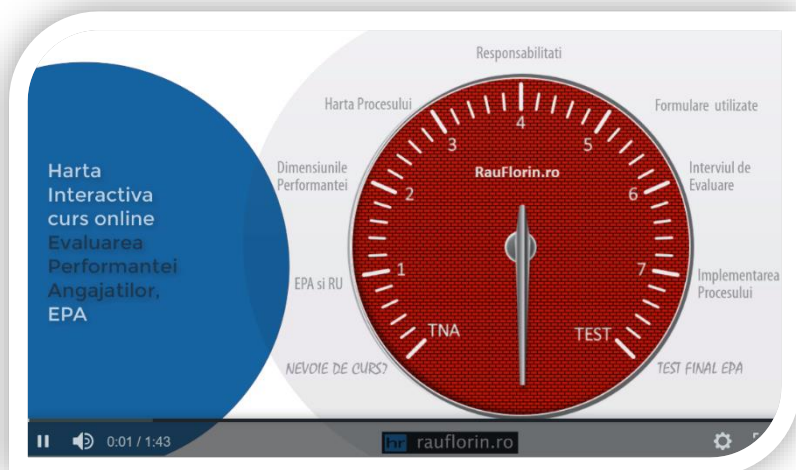 Harta
Interactiva
curs online
Evaluarea
Performantei
Angajatilor,
EPA
Responsabilitati
Harta Procesului
Formulare utilizate
Dimensiunile
Performantei
Interviul de
Evaluare
EPA si RU
Implementarea
Procesului
NEVOIE DE CURS?
TEST FINAL EPA
RauFlorin.ro
1
2
3
4
5
6
7
TNA
TEST
0:01 / 1:43
hr rauflorin.ro